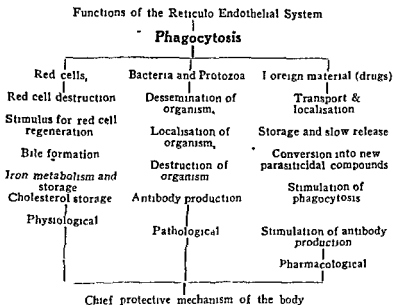 Functions of the Reticulo Endothelial System
Phagocytosis
Red cells,
Red cell destruction
Stimulus for red cell
regeneration
Bile formation
Iron metabolism and
storage
Cholesterol storage
Physiological
Bacteria and Protozoa
Dessemination of
organism,
Localisation of
organism,
Destruction of
organism
Antibody production
Pathological
Foreign material (drugs)
Transport &
localisation
Storage and slow release
Conversion into new
parasiticidal compounds
Stimulation of
phagocytosis
Stimulation of antibody
production
Pharmacological
Chief protective mechanism of the body